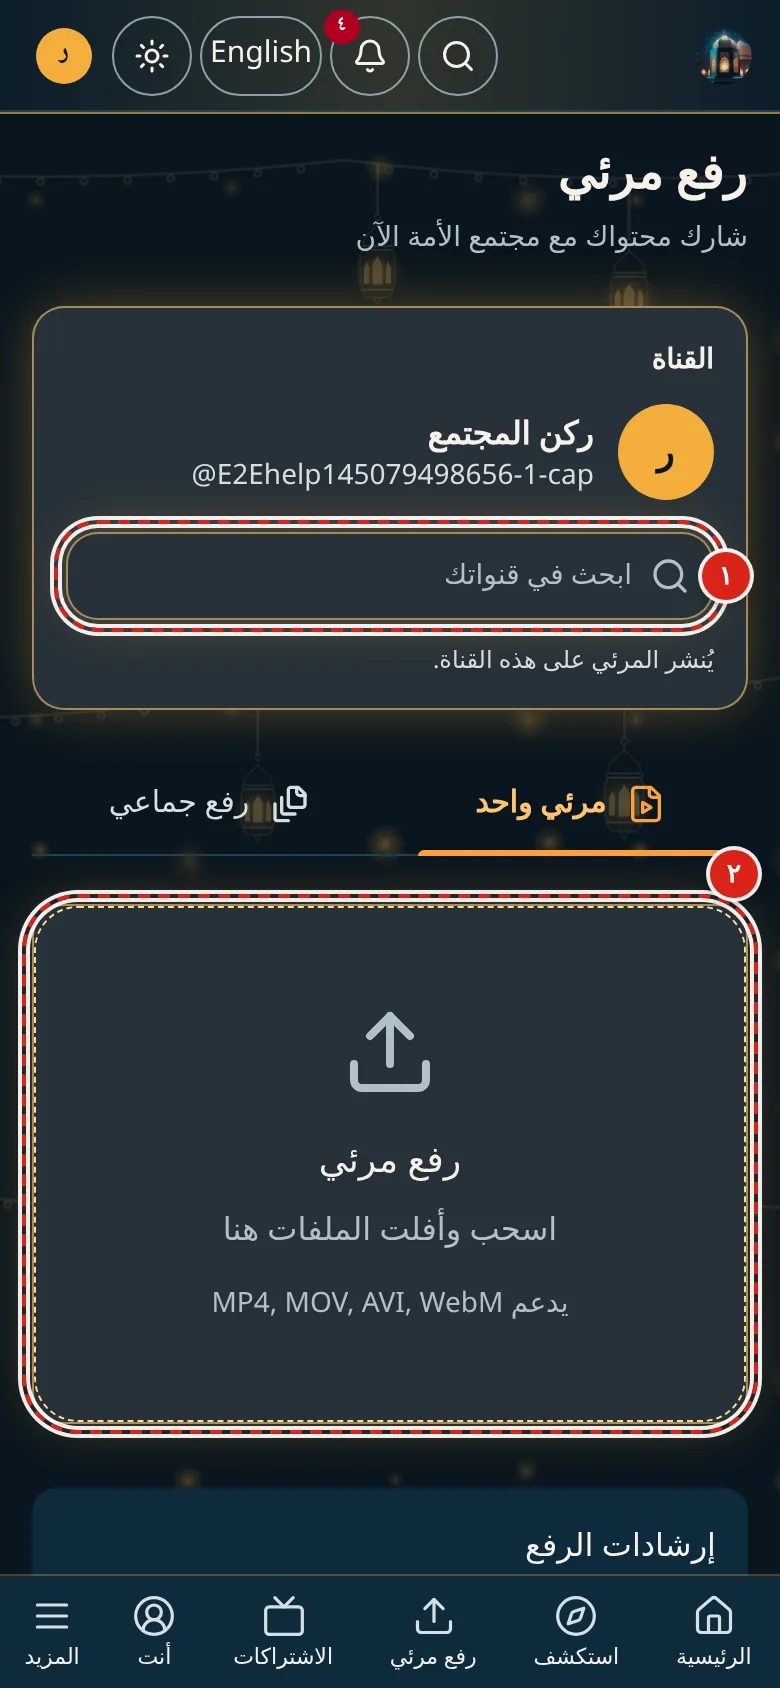 English
٤
ر
رفع مرئي
شارك محتواك مع مجتمع الأمة الآن
القناة
ر
ركن المجتمع
@E2Ehelp145079498656-1-cap
ابحث في قنواتك
١
يُنشر المرئي على هذه القناة.
مرئي واحد
رفع جماعي
٢
رفع مرئي
اسحب وأفلت الملفات هنا
يدعم MP4, MOV, AVI, WebM
إرشادات الرفع
الرئيسية
استكشف
رفع مرئي
الاشتراكات
أنت
المزيد